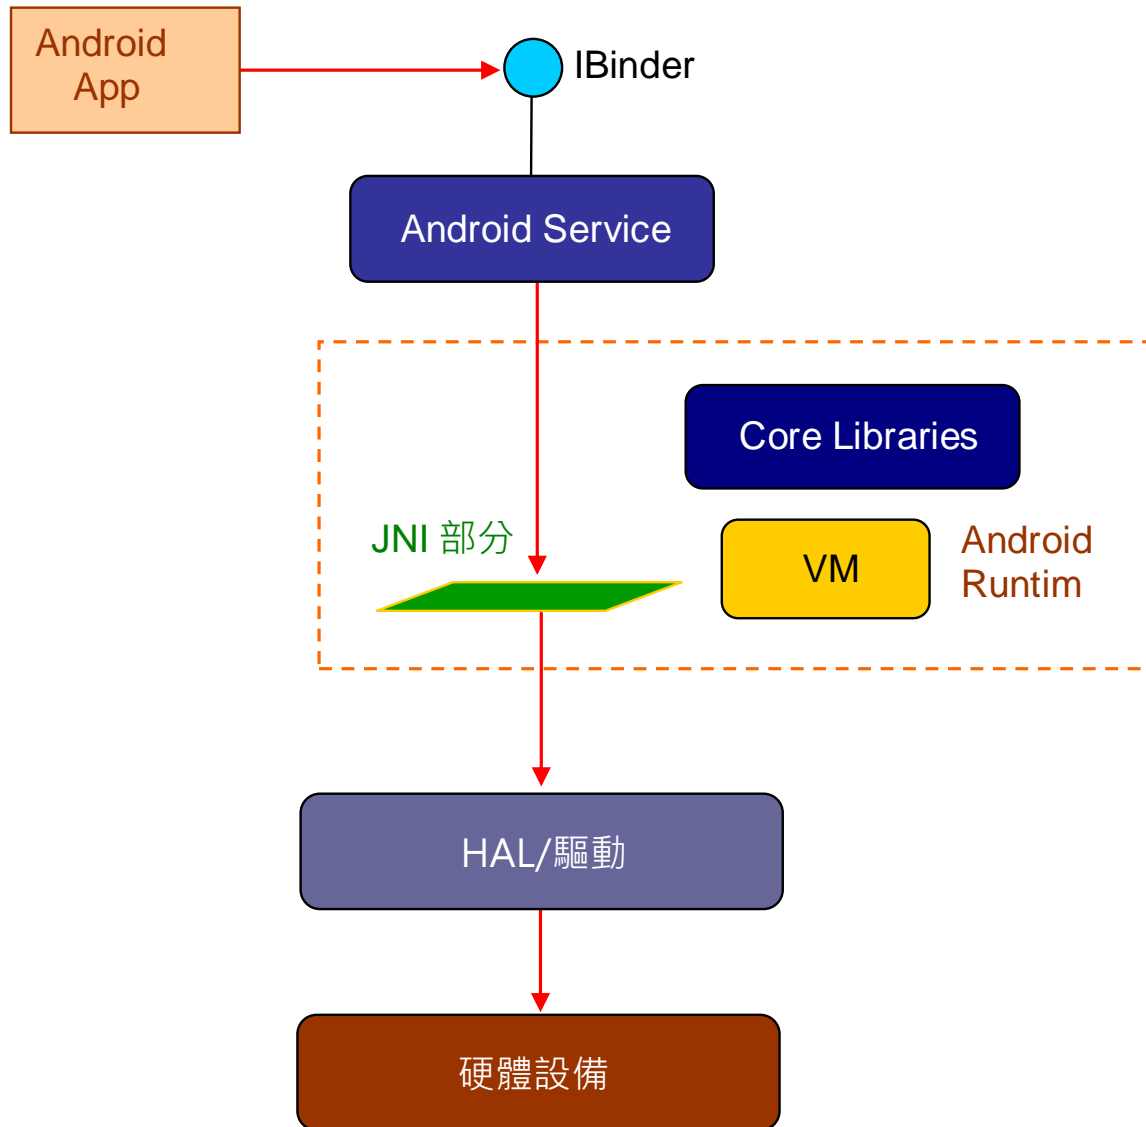 Android
App
IBinder
Android Service
Core Libraries
JNI 部分
VM
Android
Runtim
HAL/驅動
硬體設備